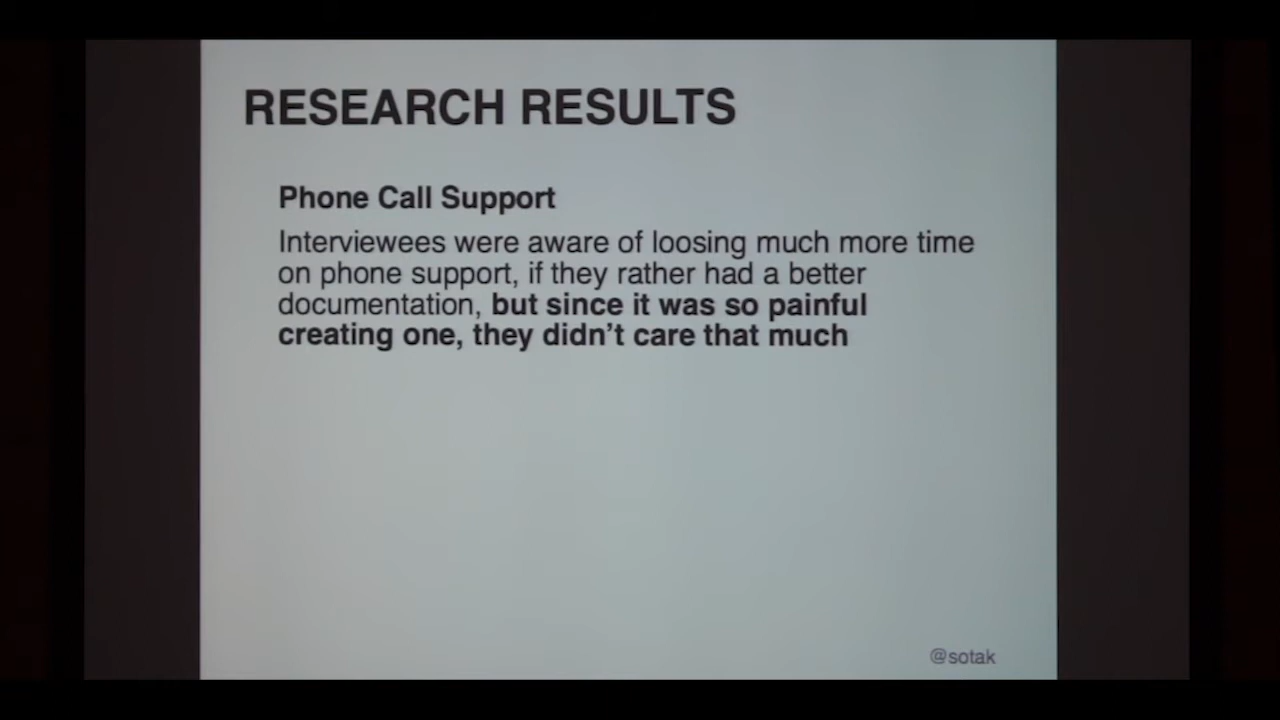 RESEARCH RESULTS
Phone Call Support
Interviewees were aware of loosing much more time
on phone support, if they rather had a better
documentation, but since it was so painful
creating one, they didn't care that much
@sotak